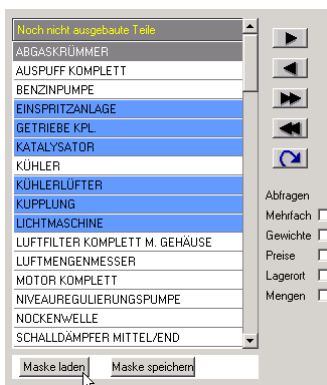 Noch nicht ausgebaute Teile
ABGASKRÜMMER
AUSPUFF KOMPLETT
BENZINPUMPE
EINSPRITZANLAGE
GETRIEBE KPL.
KATALYSATOR
KÜHLER
KÜHLERLÜFTER
KUPPLUNG
LICHTMASCHINE
LUFTFILTER KOMPLETT M. GEHÄUSE
LUFTMENGENMESSER
MOTOR KOMPLETT
NIVEAUREGULIERUNGSPUMPE
NOCKENWELLE
SCHALLDÄMPFER MITTEL/END
Abfragen
Mehrfach
Gewichte
Preise
Lagerort
Mengen
Maske laden
Maske speichern